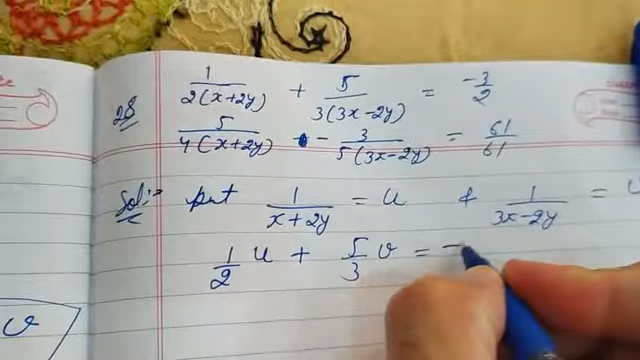 28 1/2(x+2y) + 5/3(3x-2y) = -3/2
5/4(x+2y) - 3/5(3x-2y) = 61/61
Sol:- put 1/x+2y = u & 1/3x-2y =
1/2 u + 5/3 v = -
v